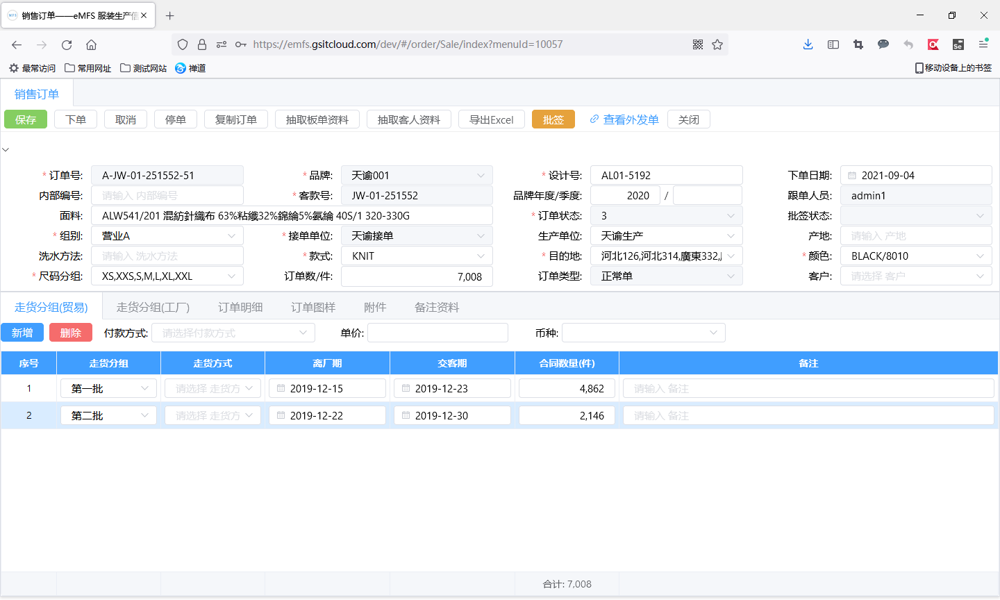 销售订单——eMFS 服装生产信
https://emfs.gsitcloud.com/dev/#/order/Sale/index?menuId=10057
最常访问 常用网址 测试网站 禅道 移动设备上的书签
销售订单
保存 下单 取消 停单 复制订单 抽取板单资料 抽取客人资料 导出Excel 批签 查看外发单 关闭
* 订单号: A-JW-01-251552-51 * 品牌: 天谕001 * 设计号: AL01-5192 下单日期: 2021-09-04
内部编号: 请输入 内部编号 * 客款号: JW-01-251552 品牌年度/季度: 2020 / 跟单人员: admin1
面料: ALW541/201 混紡針織布 63%粘纖32%錦綸5%氨綸 40S/1 320-330G * 订单状态: 3 批签状态:
* 组别: 营业A * 接单单位: 天谕接单 生产单位: 天谕生产 产地: 请输入 产地
洗水方法: 请输入 洗水方法 * 款式: KNIT * 目的地: 河北126,河北314,廣東332, * 颜色: BLACK/8010
* 尺码分组: XS,XXS,S,M,L,XL,XXL 订单数/件: 7,008 订单类型: 正常单 客户: 请选择 客户
走货分组(贸易) 走货分组(工厂) 订单明细 订单图样 附件 备注资料
新增 删除 付款方式: 请选择付款方式 单价: 币种:
序号 走货分组 走货方式 离厂期 交客期 合同数量(件) 备注
1 第一批 请选择 走货方 2019-12-15 2019-12-23 4,862 请输入 备注
2 第二批 请选择 走货方 2019-12-22 2019-12-30 2,146 请输入 备注
合计: 7,008